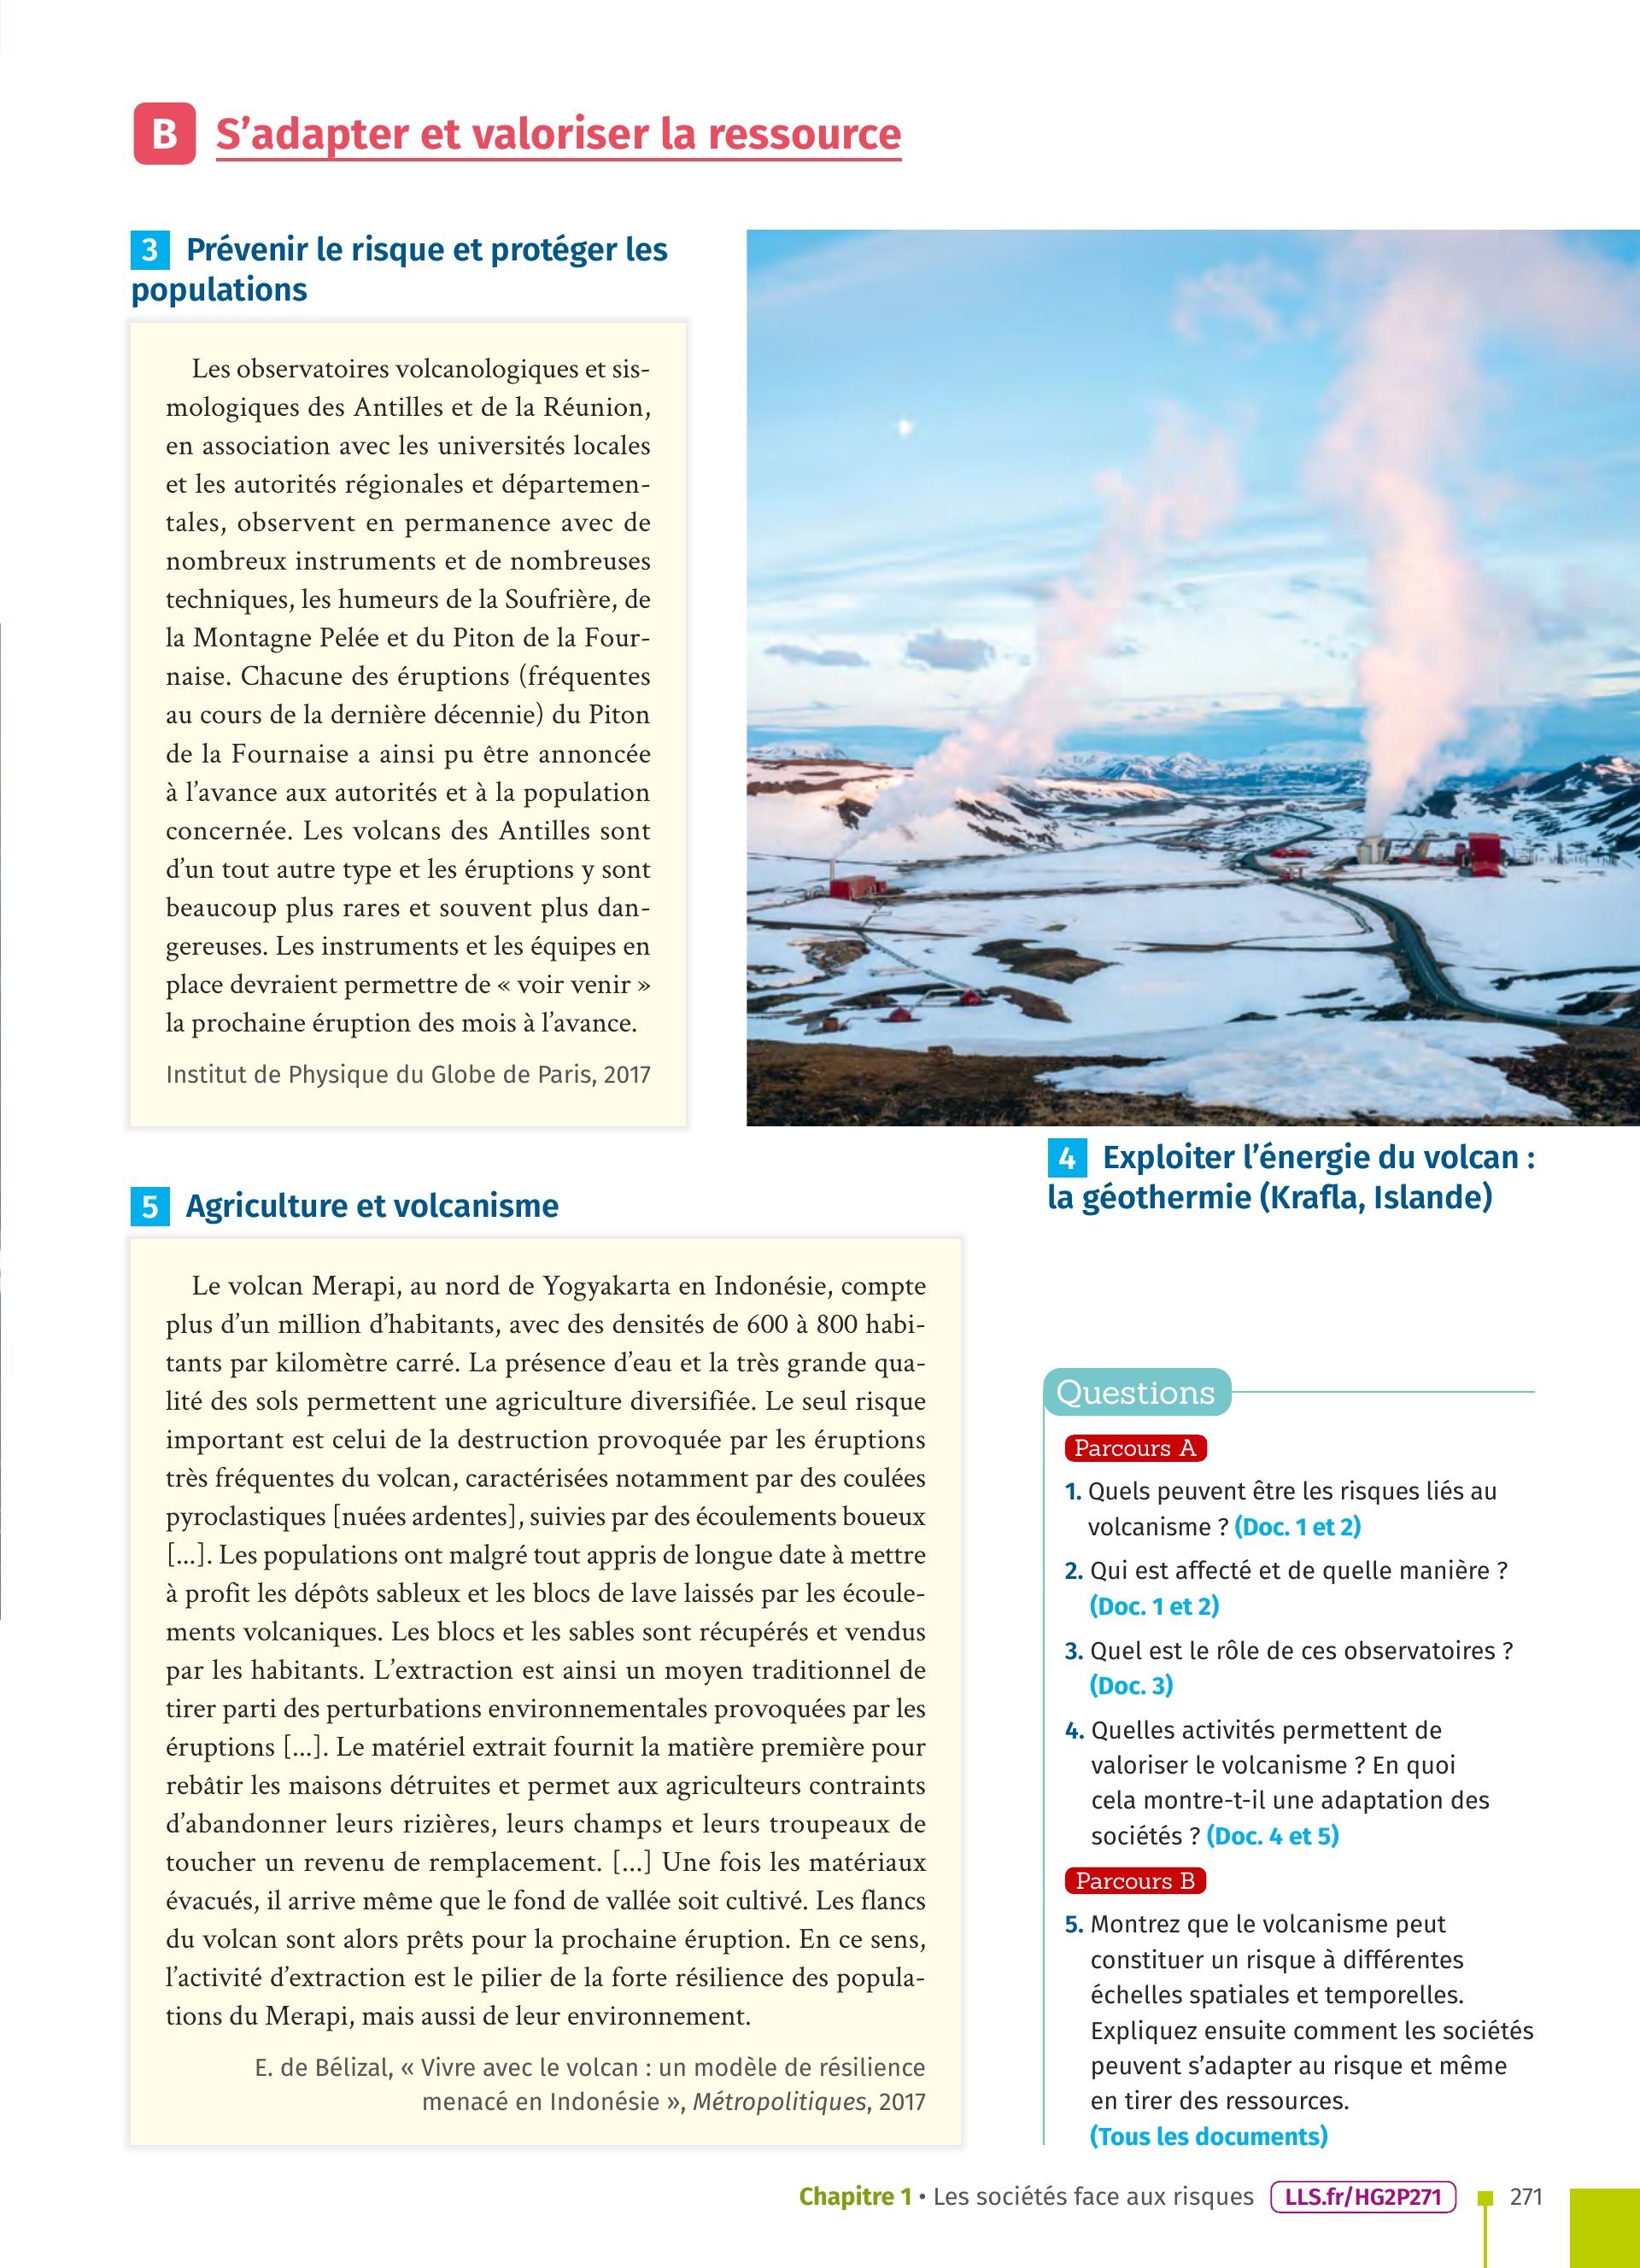 B S'adapter et valoriser la ressource
3 Prévenir le risque et protéger les
populations
Les observatoires volcanologiques et sis-
mologiques des Antilles et de la Réunion,
en association avec les universités locales
et les autorités régionales et départemen-
tales, observent en permanence avec de
nombreux instruments et de nombreuses
techniques, les humeurs de la Soufrière, de
la Montagne Pelée et du Piton de la Four-
naise. Chacune des éruptions (fréquentes
au cours de la dernière décennie) du Piton
de la Fournaise a ainsi pu être annoncée
à l'avance aux autorités et à la population
concernée. Les volcans des Antilles sont
d'un tout autre type et les éruptions y sont
beaucoup plus rares et souvent plus dan-
gereuses. Les instruments et les équipes en
place devraient permettre de « voir venir »
la prochaine éruption des mois à l'avance.
Institut de Physique du Globe de Paris, 2017
4 Exploiter l'énergie du volcan :
la géothermie (Krafla, Islande)
5 Agriculture et volcanisme
Le volcan Merapi, au nord de Yogyakarta en Indonésie, compte
plus d'un million d'habitants, avec des densités de 600 à 800 habi-
tants par kilomètre carré. La présence d'eau et la très grande qua-
lité des sols permettent une agriculture diversifiée. Le seul risque
important est celui de la destruction provoquée par les éruptions
très fréquentes du volcan, caractérisées notamment par des coulées
pyroclastiques [nuées ardentes], suivies par des écoulements boueux
[...]. Les populations ont malgré tout appris de longue date à mettre
à profit les dépôts sableux et les blocs de lave laissés par les écoule-
ments volcaniques. Les blocs et les sables sont récupérés et vendus
par les habitants. L'extraction est ainsi un moyen traditionnel de
tirer parti des perturbations environnementales provoquées par les
éruptions [...]. Le matériel extrait fournit la matière première pour
rebâtir les maisons détruites et permet aux agriculteurs contraints
d'abandonner leurs rizières, leurs champs et leurs troupeaux de
toucher un revenu de remplacement. [...] Une fois les matériaux
évacués, il arrive même que le fond de vallée soit cultivé. Les flancs
du volcan sont alors prêts pour la prochaine éruption. En ce sens,
l'activité d'extraction est le pilier de la forte résilience des popula-
tions du Merapi, mais aussi de leur environnement.
E. de Bélizal, « Vivre avec le volcan : un modèle de résilience
menacé en Indonésie », Métropolitiques, 2017
Questions
Parcours A
1. Quels peuvent être les risques liés au
volcanisme ? (Doc. 1 et 2)
2. Qui est affecté et de quelle manière ?
(Doc. 1 et 2)
3. Quel est le rôle de ces observatoires ?
(Doc. 3)
4. Quelles activités permettent de
valoriser le volcanisme ? En quoi
cela montre-t-il une adaptation des
sociétés ? (Doc. 4 et 5)
Parcours B
5. Montrez que le volcanisme peut
constituer un risque à différentes
échelles spatiales et temporelles.
Expliquez ensuite comment les sociétés
peuvent s'adapter au risque et même
en tirer des ressources.
(Tous les documents)
Chapitre 1 • Les sociétés face aux risques LLS.fr/HG2P271 271